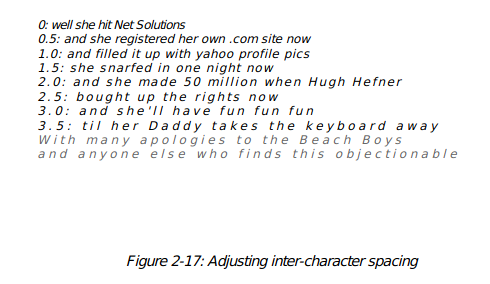 0: well she hit Net Solutions
0.5: and she registered her own .com site now
1.0: and filled it up with yahoo profile pics
1.5: she snarfed in one night now
2.0: and she made 50 million when Hugh Hefner
2.5: bought up the rights now
3.0: and she'll have fun fun fun
3.5: til her Daddy takes the keyboard away
With many apologies to the Beach Boys
and anyone else who finds this objectionable
Figure 2-17: Adjusting inter-character spacing